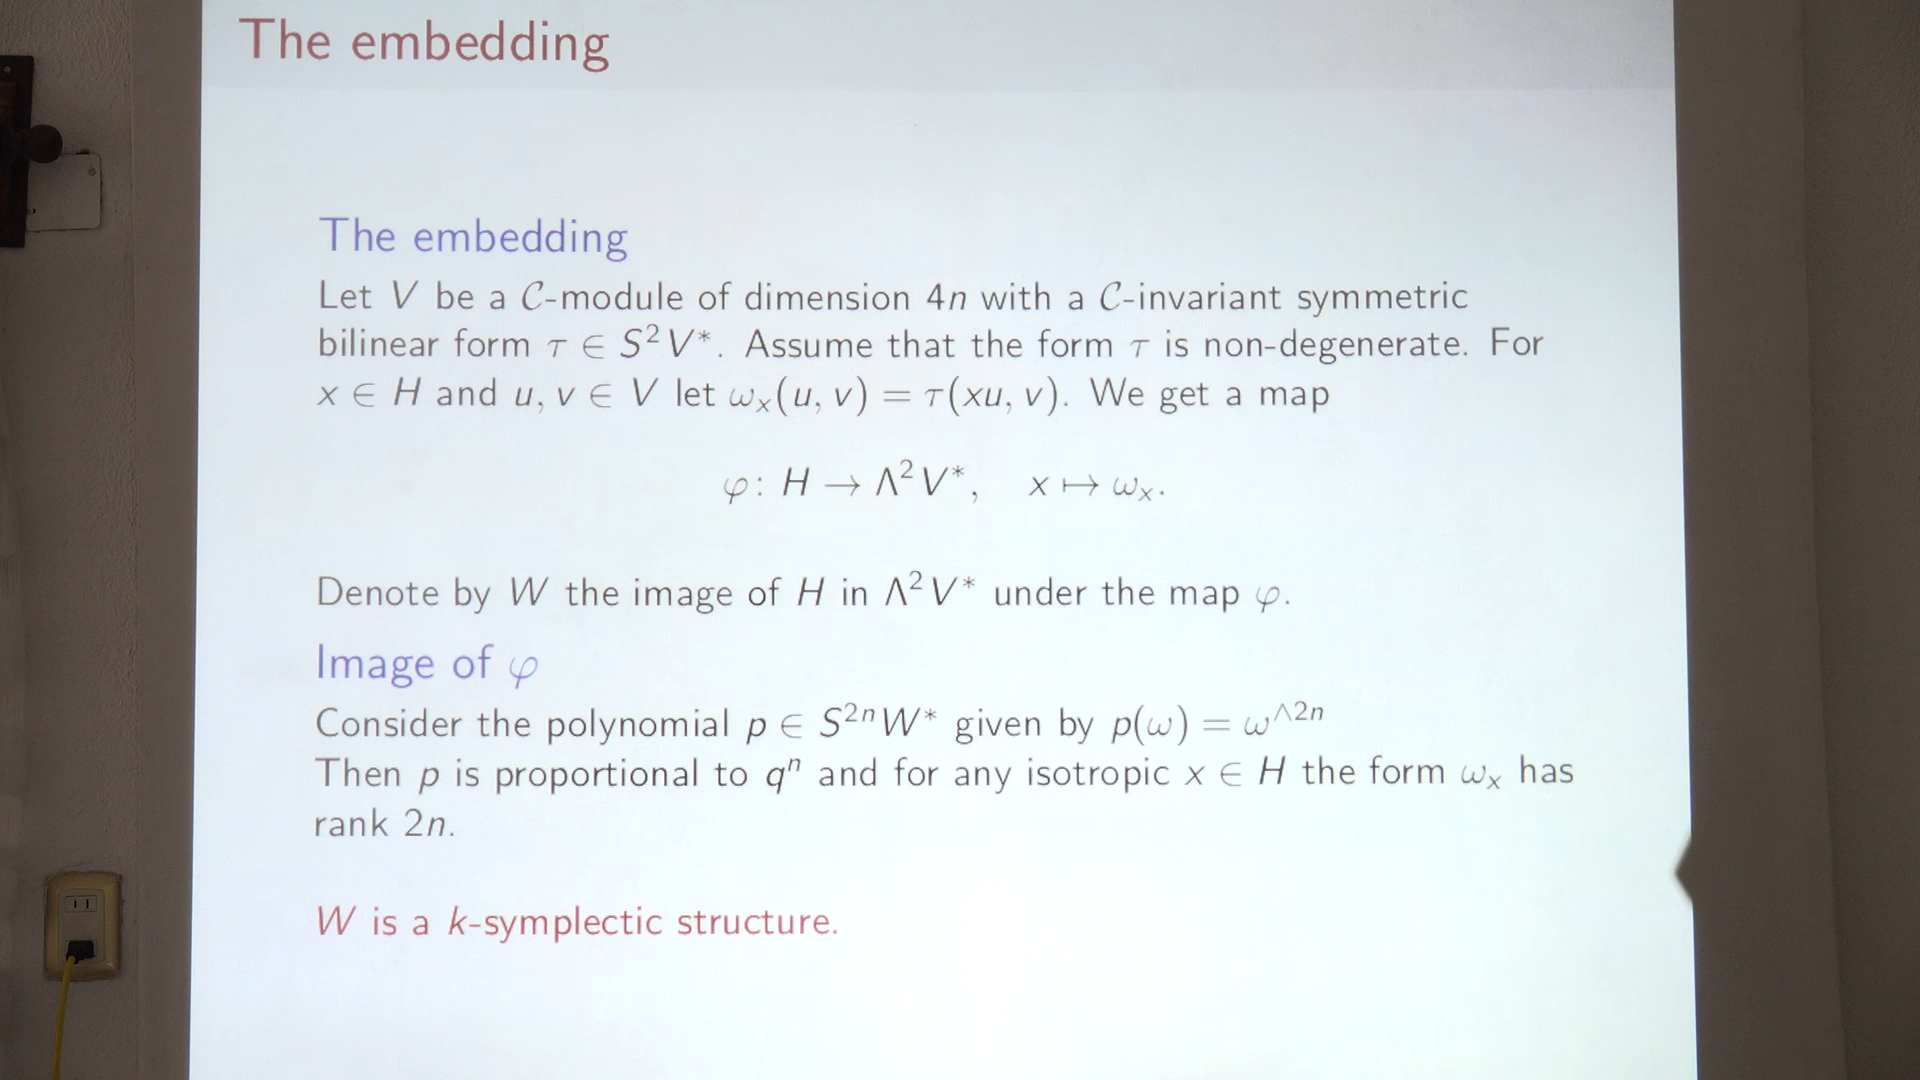 The embedding
The embedding
Let V be a 𝒞-module of dimension 4n with a 𝒞-invariant symmetric
bilinear form τ ∈ S²V*. Assume that the form τ is non-degenerate. For
x ∈ H and u, v ∈ V let ωₓ(u, v) = τ(xu, v). We get a map
φ: H → Λ²V*, x ↦ ωₓ.
Denote by W the image of H in Λ²V* under the map φ.
Image of φ
Consider the polynomial p ∈ S²ⁿW* given by p(ω) = ω^∧2n
Then p is proportional to qⁿ and for any isotropic x ∈ H the form ωₓ has
rank 2n.
W is a k-symplectic structure.